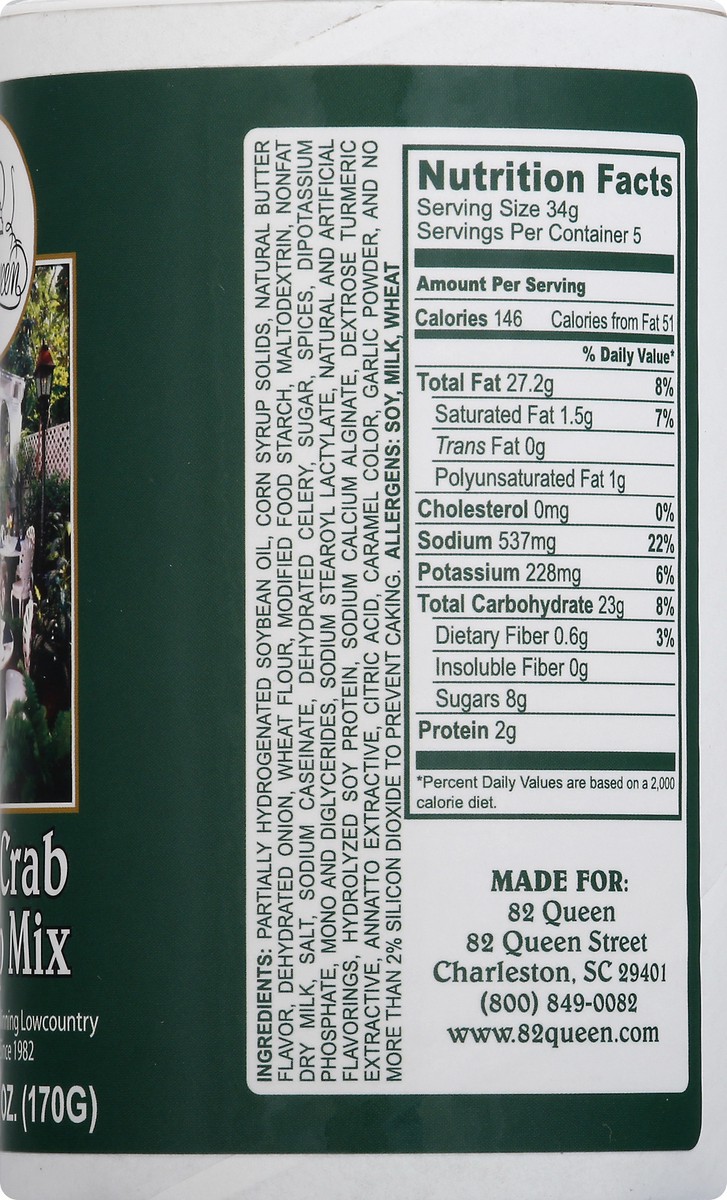 Crab
Mix
Lowcountry
1982
OZ. (170G)
INGREDIENTS: PARTIALLY HYDROGENATED SOYBEAN OIL, CORN SYRUP SOLIDS, NATURAL BUTTER
FLAVOR, DEHYDRATED ONION, WHEAT FLOUR, MODIFIED FOOD STARCH, MALTODEXTRIN, NONFAT
DRY MILK, SALT, SODIUM CASEINATE, DEHYDRATED CELERY, SUGAR, SPICES, DIPOTASSIUM
PHOSPHATE, MONO AND DIGLYCERIDES, SODIUM STEAROYL LACTYLATE, NATURAL AND ARTIFICIAL
FLAVORINGS, HYDROLYZED SOY PROTEIN, SODIUM CALCIUM ALGINATE, DEXTROSE TURMERIC
EXTRACTIVE, ANNATTO EXTRACTIVE, CITRIC ACID, CARAMEL COLOR, GARLIC POWDER, AND NO
MORE THAN 2% SILICON DIOXIDE TO PREVENT CAKING. ALLERGENS: SOY, MILK, WHEAT
Nutrition Facts
Serving Size 34g
Servings Per Container 5
Amount Per Serving
Calories 146 Calories from Fat 51
% Daily Value*
Total Fat 27.2g 8%
Saturated Fat 1.5g 7%
Trans Fat 0g
Polyunsaturated Fat 1g
Cholesterol 0mg 0%
Sodium 537mg 22%
Potassium 228mg 6%
Total Carbohydrate 23g 8%
Dietary Fiber 0.6g 3%
Insoluble Fiber 0g
Sugars 8g
Protein 2g
*Percent Daily Values are based on a 2,000
calorie diet.
MADE FOR:
82 Queen
82 Queen Street
Charleston, SC 29401
(800) 849-0082
www.82queen.com